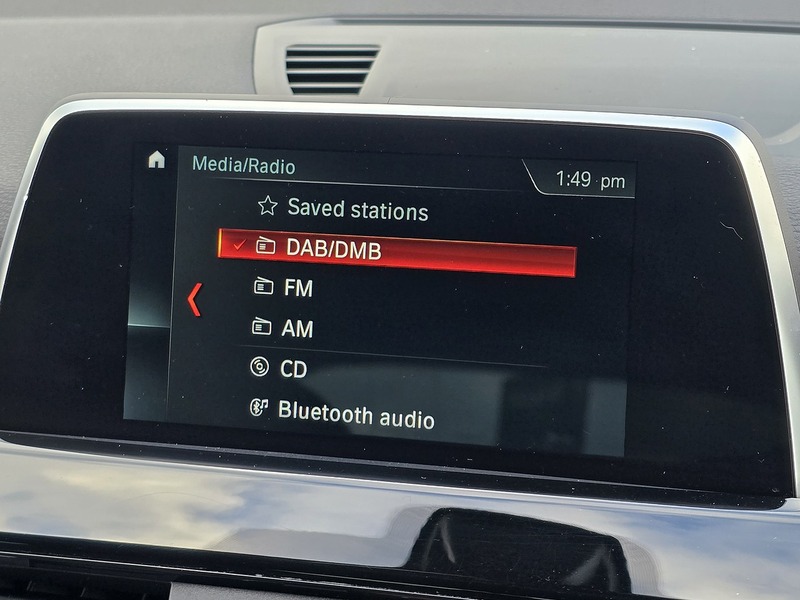 Media/Radio
1:49 pm
Saved stations
DAB/DMB
FM
AM
CD
Bluetooth audio